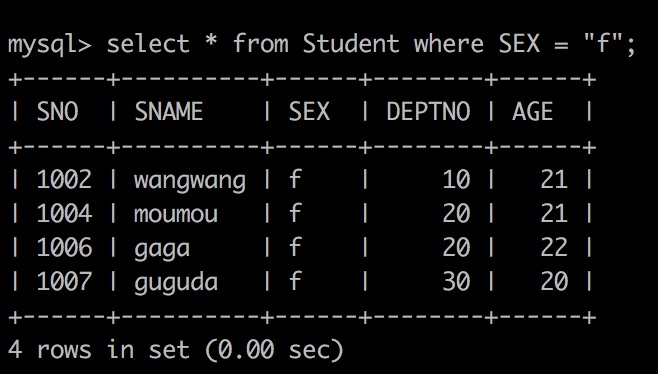 mysql> select * from Student where SEX = "f";
+------+----------+------+--------+------+
| SNO  | SNAME    | SEX  | DEPTNO | AGE  |
+------+----------+------+--------+------+
| 1002 | wangwang | f    |     10 |   21 |
| 1004 | moumou   | f    |     20 |   21 |
| 1006 | gaga     | f    |     20 |   22 |
| 1007 | guguda   | f    |     30 |   20 |
+------+----------+------+--------+------+
4 rows in set (0.00 sec)